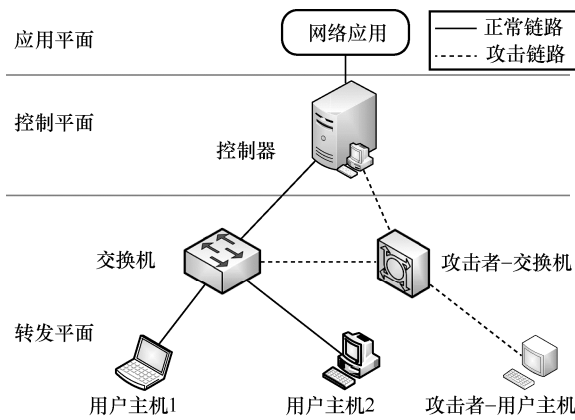 应用平面
网络应用
正常链路
攻击链路
控制平面
控制器
交换机
攻击者-交换机
转发平面
用户主机1
用户主机2
攻击者-用户主机